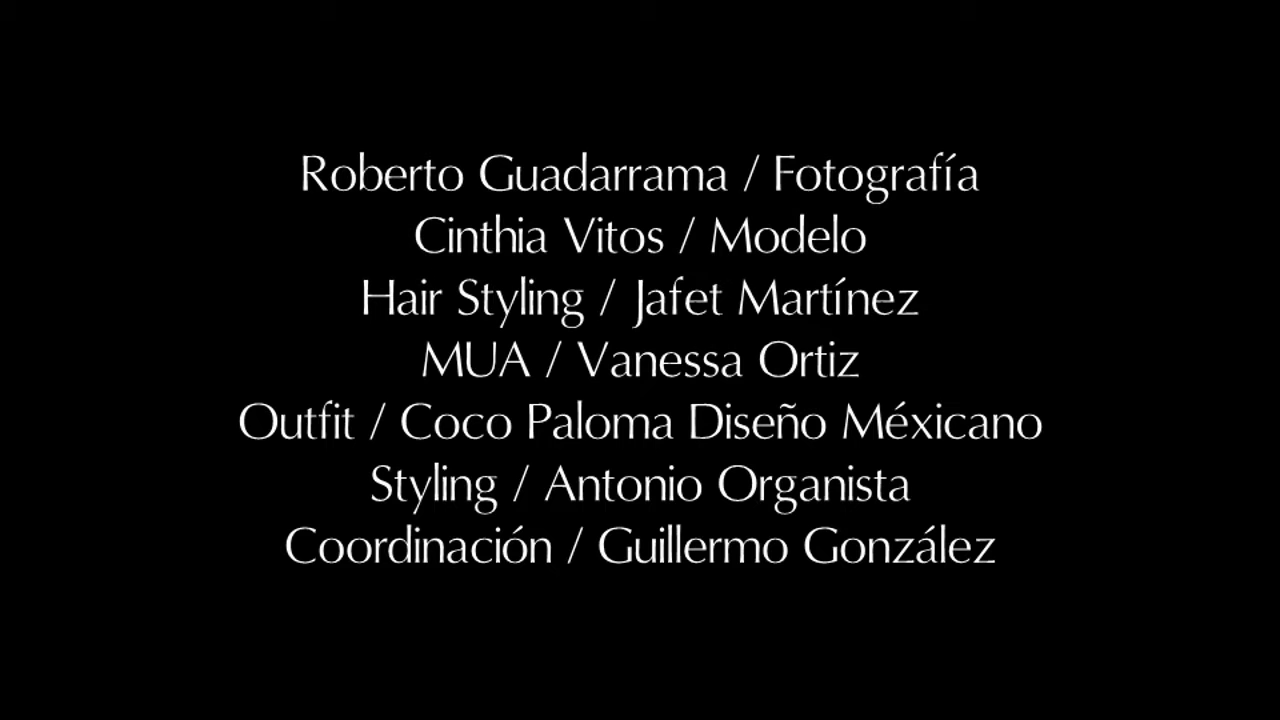 Roberto Guadarrama / Fotografía
Cinthia Vitos / Modelo
Hair Styling / Jafet Martínez
MUA / Vanessa Ortiz
Outfit / Coco Paloma Diseño Méxicano
Styling / Antonio Organista
Coordinación / Guillermo González